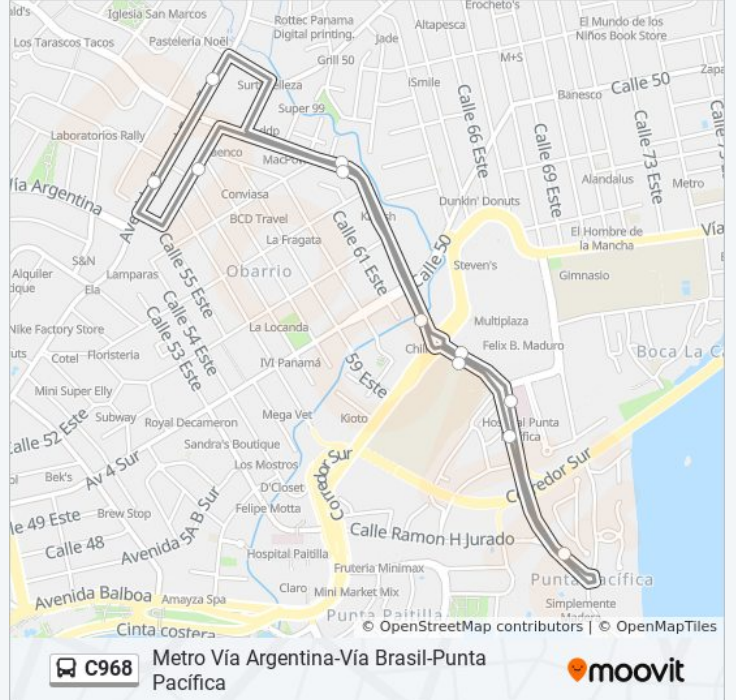 ald's
Iglesia San Marcos
Rottec Panama
Digital printing.
Erocheto's
Altapesca
El Mundo de los
Niños Book Store
Los Tarascos Tacos
Pastelería Noël
Jade
Grill 50
M+S
Zapa
iSmile
Calle 50
Banesco
Super 99
Calle 66 Este
Calle 69 Este
Calle 73 Este
Laboratorios Rally
Alandalus
Metro
Vía Argentina
Conviasa
Dunkin' Donuts
BCD Travel
Calle 61 Este
El Hombre de
la Mancha
Vía
La Fragata
Calle 50
S&N
Calle 55 Este
Steven's
Gimnasio
Alquiler
Lamparas
Obarrio
Ela
Calle 54 Este
Nike Factory Store
Calle 53 Este
La Locanda
Multiplaza
Felix B. Maduro
Boca La Ca
Cotel
Floristeria
IVI Panamá
59 Este
Mini Super Elly
Subway
Royal Decameron
Mega Vet
Kioto
Calle 52 Este
Sandra's Boutique
Av 4 Sur
Los Mostros
Corredor Sur
Corredor Sur
Bek's
D'Closet
Brew Stop
Avenida 5A B Sur
Felipe Motta
Calle Ramon H Jurado
Calle 48
Hospital Paitilla
Fruteria Minimax
Punta Pacífica
Avenida Balboa
Amayza Spa
Claro
Mini Market Mix
Simplemente
Punta Paitilla
Cinta costera
© OpenStreetMap contributors | © OpenMapTiles
C968
Metro Vía Argentina-Vía Brasil-Punta
Pacífica
moovit